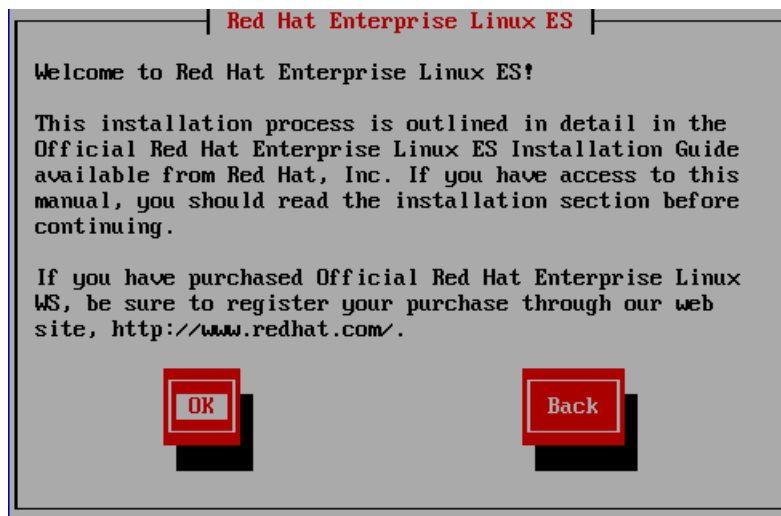 Red Hat Enterprise Linux ES
Welcome to Red Hat Enterprise Linux ES!
This installation process is outlined in detail in the
Official Red Hat Enterprise Linux ES Installation Guide
available from Red Hat, Inc. If you have access to this
manual, you should read the installation section before
continuing.
If you have purchased Official Red Hat Enterprise Linux
WS, be sure to register your purchase through our web
site, http://www.redhat.com/.
OK Back